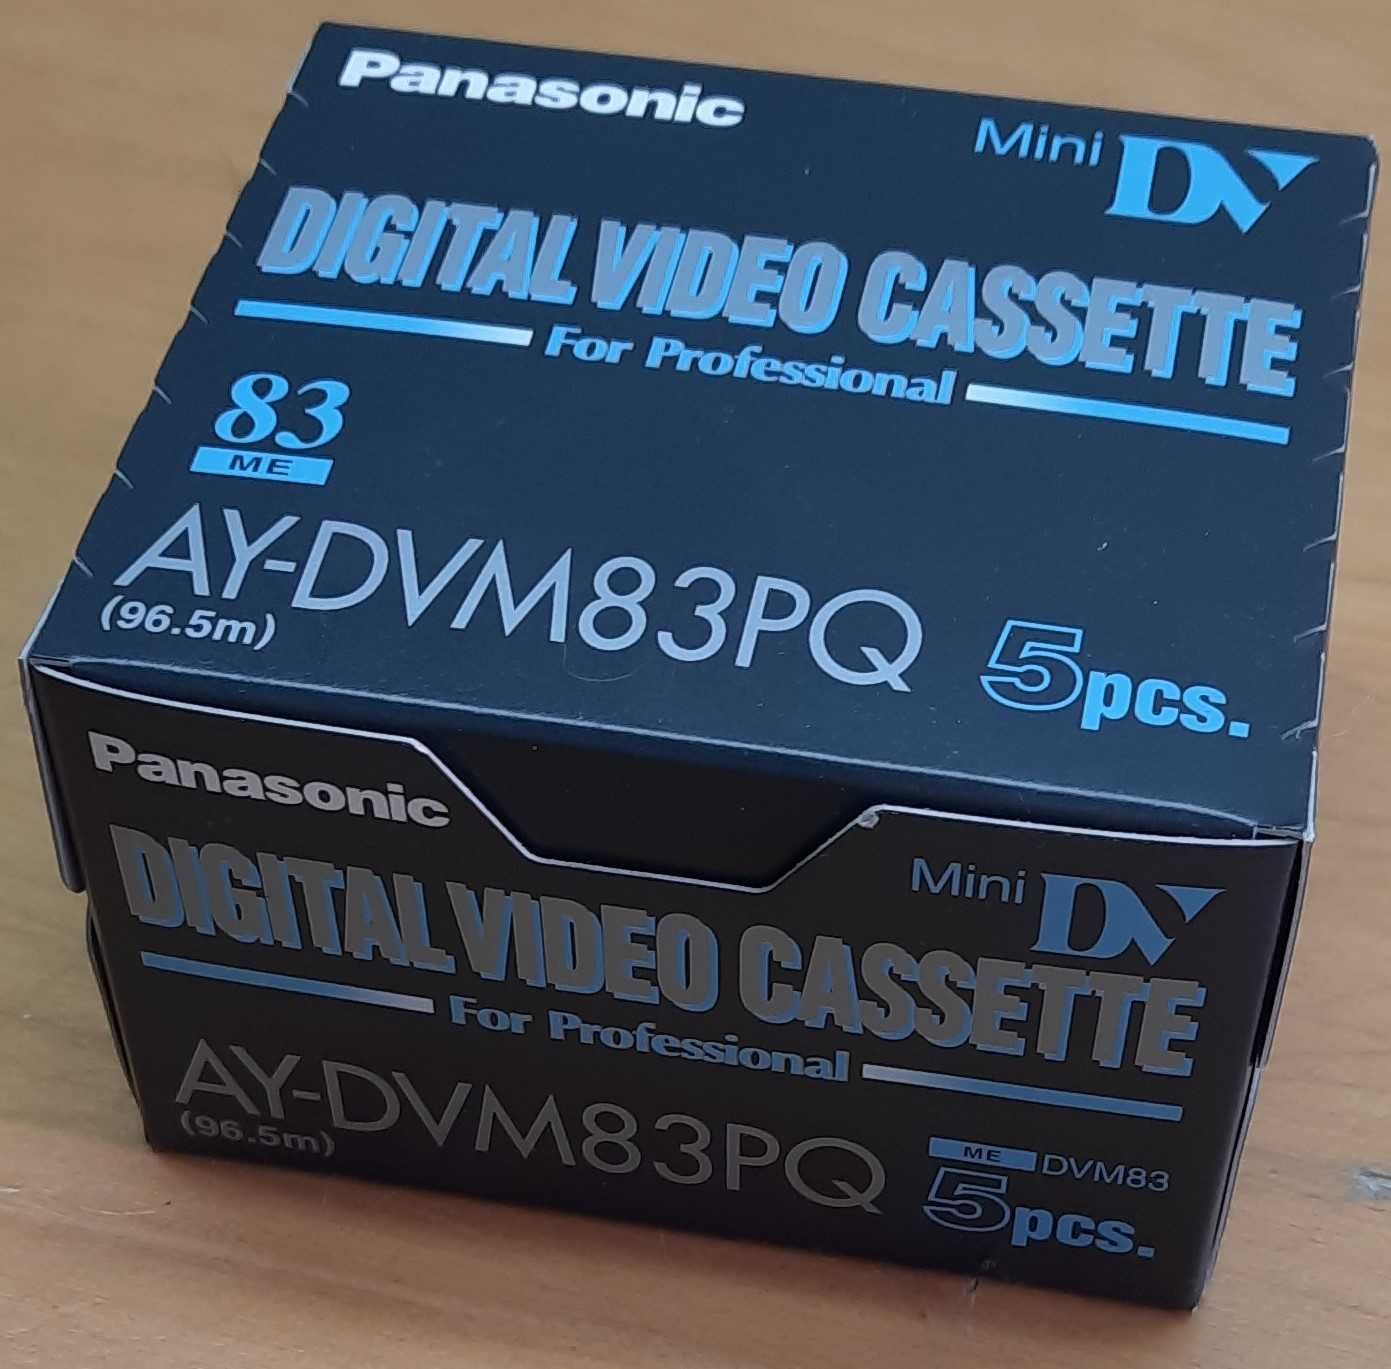 Panasonic
Mini DV
DIGITAL VIDEO CASSETTE
For Professional
83
ME
AY-DVM83PQ
(96.5m)
5pcs.
Panasonic
Mini DV
DIGITAL VIDEO CASSETTE
For Professional
AY-DVM83PQ
(96.5m)
ME DVM83
5pcs.